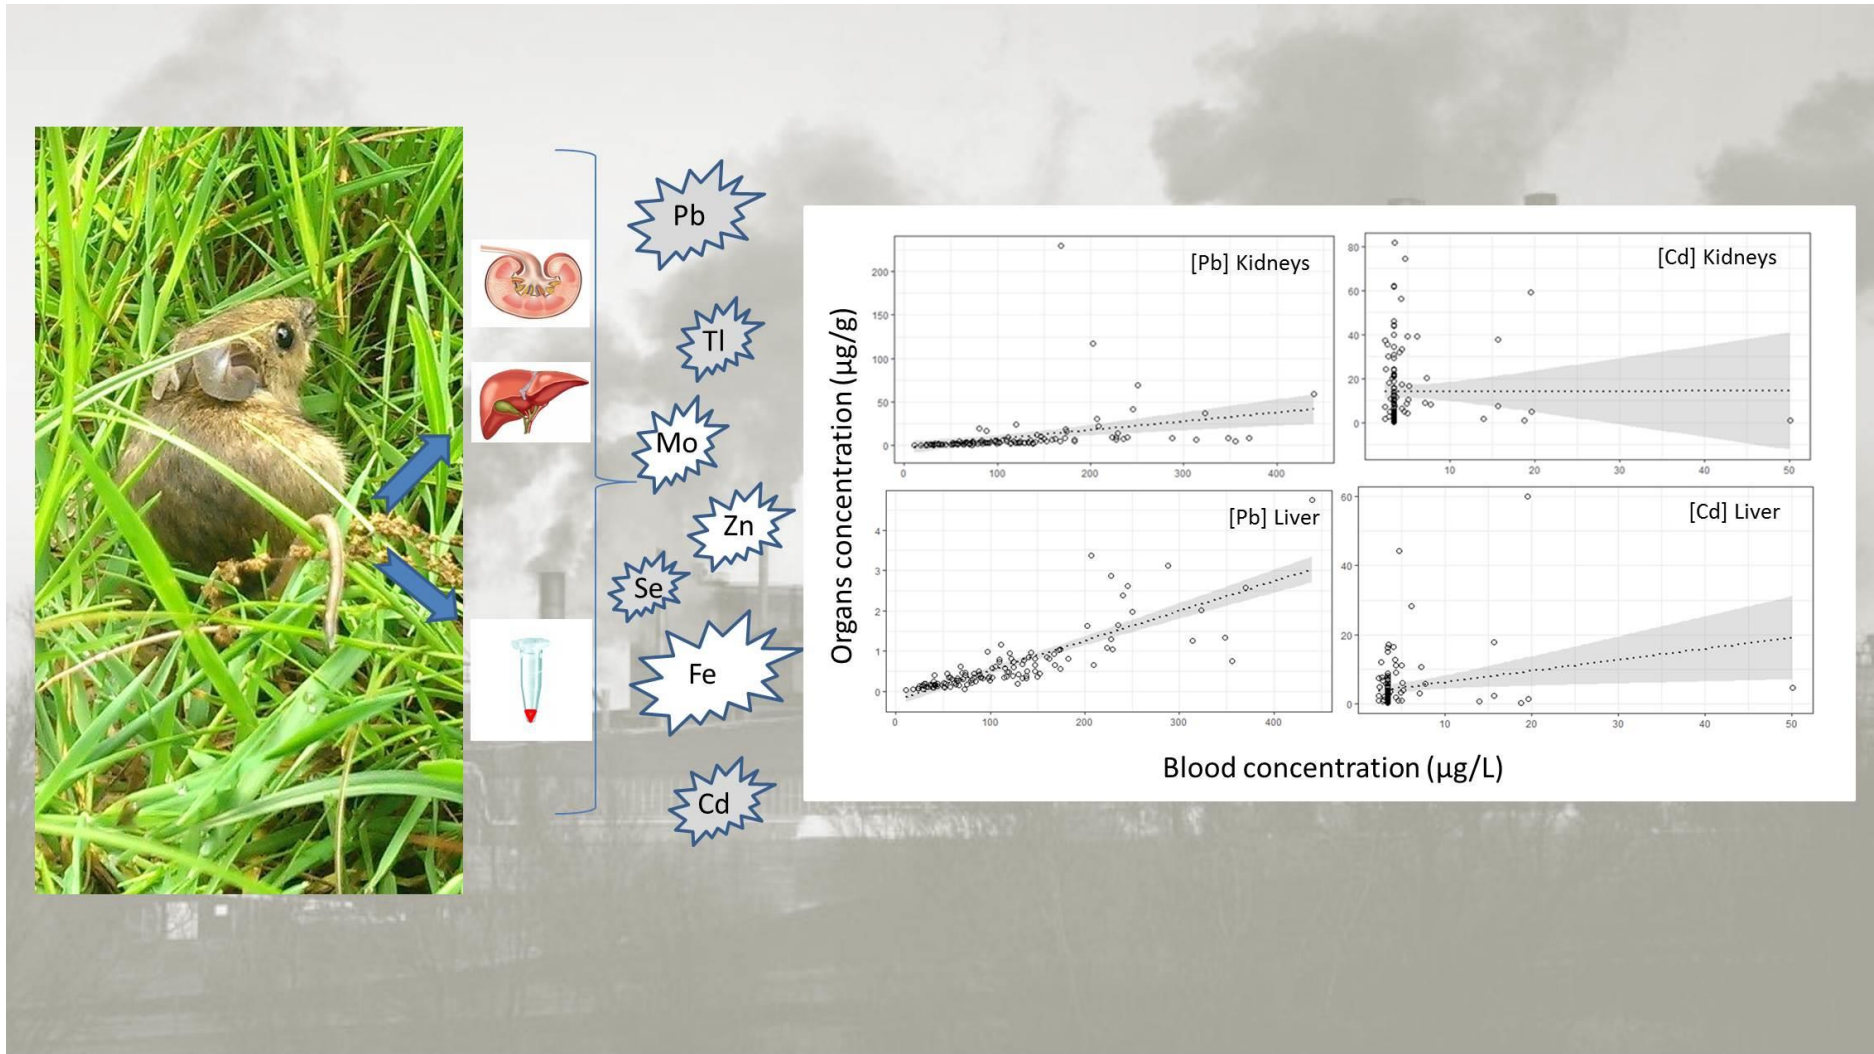 Pb
Tl
Mo
Zn
Se
Fe
Cd
Organs concentration (µg/g)
[Pb] Kidneys
200
150
100
50
0
0 100 200 300 400
[Cd] Kidneys
80
60
40
20
0
10 20 30 40 50
[Pb] Liver
4
3
2
1
0
0 100 200 300 400
[Cd] Liver
60
40
20
0
10 20 30 40 50
Blood concentration (µg/L)